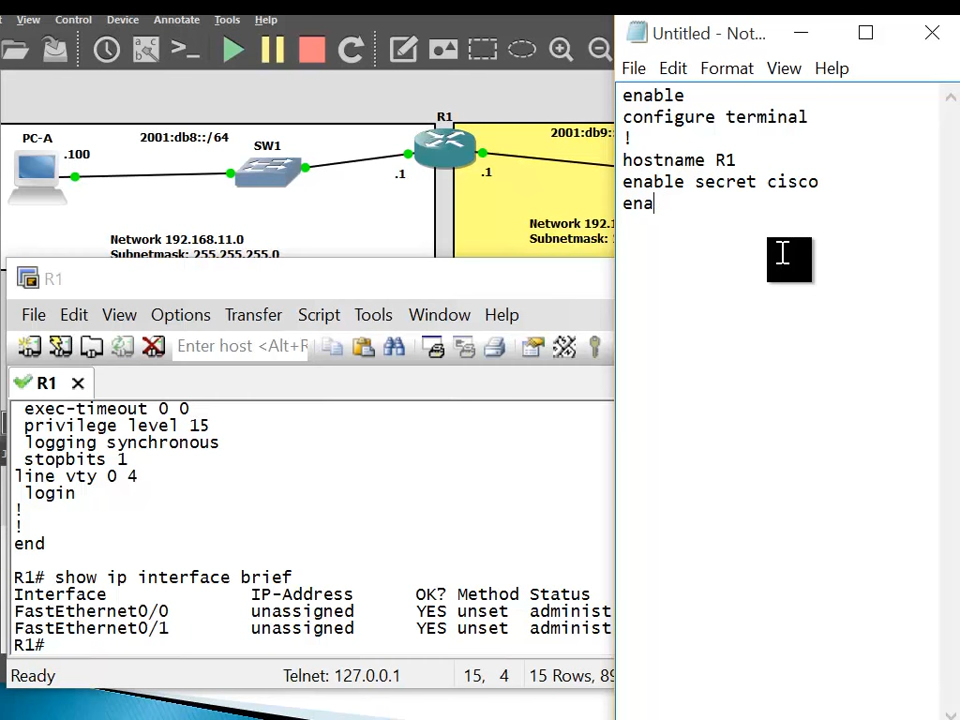 View Control Device Annotate Tools Help
Untitled - Not...
File Edit Format View Help
enable
configure terminal
!
hostname R1
enable secret cisco
ena
R1
PC-A
2001:db8::/64
2001:db9:
.100
SW1
.1
.1
Network 192.168.11.0
Subnetmask: 255.255.255.0
Network 192
Subnetmask:
R1
File Edit View Options Transfer Script Tools Window Help
Enter host <Alt+R
R1
exec-timeout 0 0
privilege level 15
logging synchronous
stopbits 1
line vty 0 4
login
!
!
end
R1# show ip interface brief
Interface IP-Address OK? Method Status
FastEthernet0/0 unassigned YES unset administ
FastEthernet0/1 unassigned YES unset administ
R1#
Ready Telnet: 127.0.0.1 15, 4 15 Rows, 89